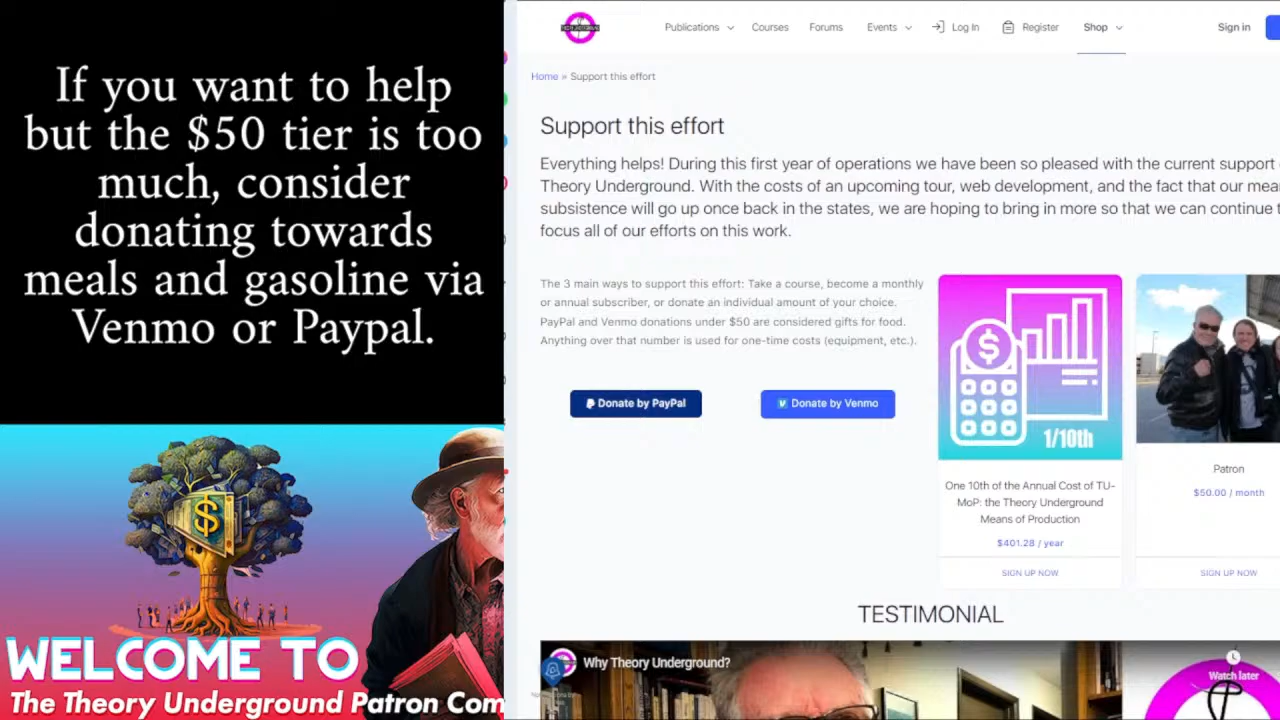 If you want to help
but the $50 tier is too
much, consider
donating towards
meals and gasoline via
Venmo or Paypal.
WELCOME TO
The Theory Underground Patron Com
Publications
Courses
Forums
Events
Log In
Register
Shop
Sign in
Home » Support this effort
Support this effort
Everything helps! During this first year of operations we have been so pleased with the current support
Theory Underground. With the costs of an upcoming tour, web development, and the fact that our mea
subsistence will go up once back in the states, we are hoping to bring in more so that we can continue
focus all of our efforts on this work.
The 3 main ways to support this effort: Take a course, become a monthly
or annual subscriber, or donate an individual amount of your choice.
PayPal and Venmo donations under $50 are considered gifts for food.
Anything over that number is used for one-time costs (equipment, etc.).
Donate by PayPal
Donate by Venmo
1/10th
One 10th of the Annual Cost of TU-
MoP: the Theory Underground
Means of Production
$401.28 / year
SIGN UP NOW
Patron
$50.00 / month
SIGN UP NOW
TESTIMONIAL
Why Theory Underground?
Watch later